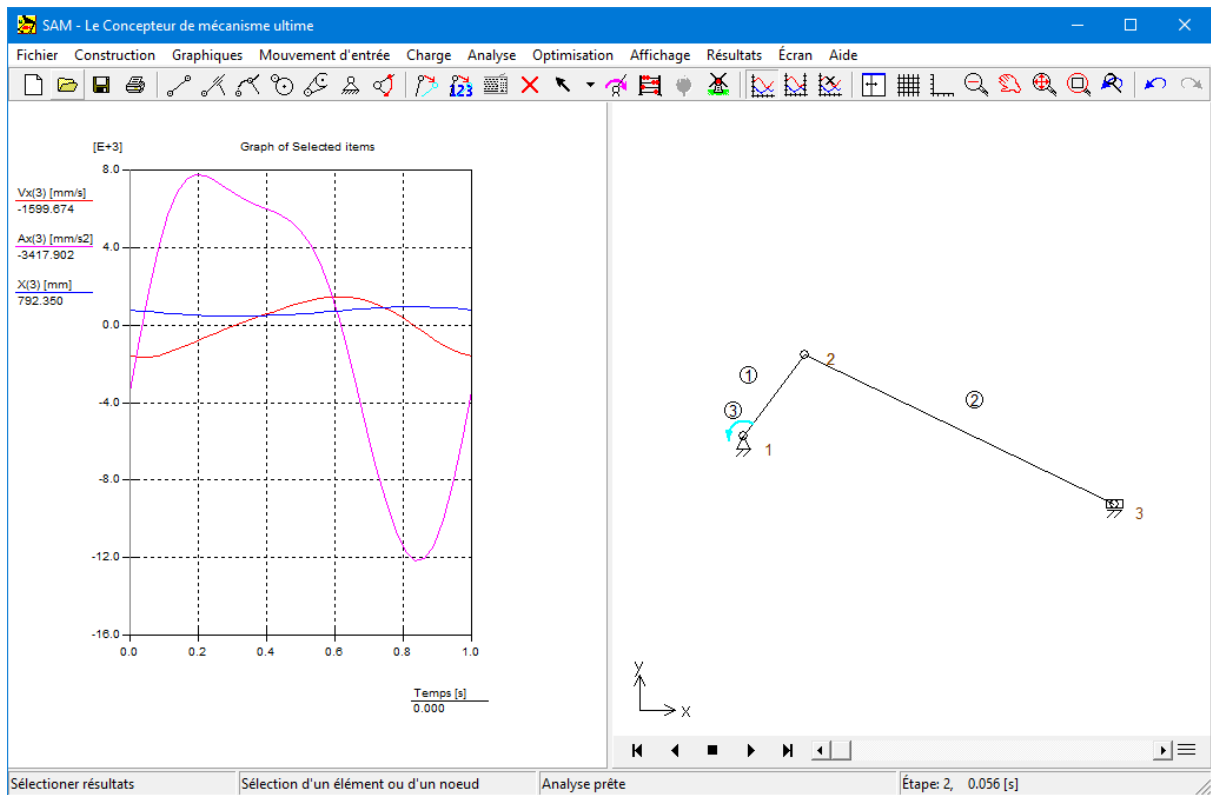 SAM - Le Concepteur de mécanisme ultime
Fichier Construction Graphiques Mouvement d'entrée Charge Analyse Optimisation Affichage Résultats Écran Aide
123
[E+3] Graph of Selected items
8.0
Vx(3) [mm/s]
-1599.674
Ax(3) [mm/s2]
4.0
-3417.902
X(3) [mm]
792.350
0.0
-4.0
-8.0
-12.0
-16.0
0.0 0.2 0.4 0.6 0.8 1.0
Temps [s]
0.000
2
1
2
3
1
3
y
x
Sélectioner résultats Sélection d'un élément ou d'un noeud Analyse prête Étape: 2, 0.056 [s]